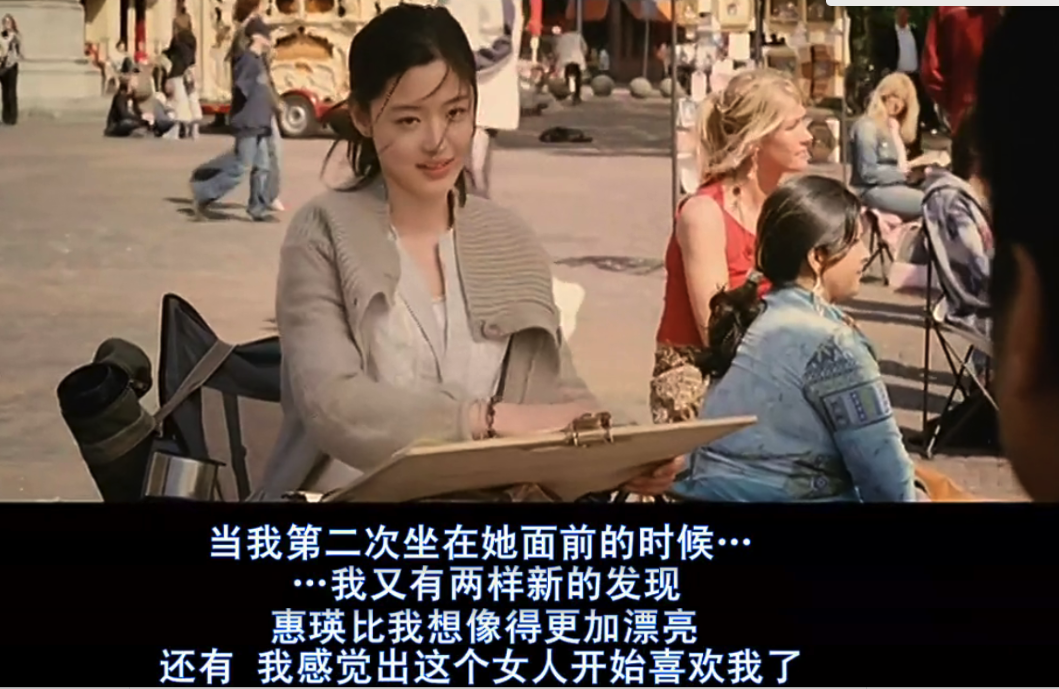 当我第二次坐在她面前的时候…
…我又有两样新的发现
惠瑛比我想像得更加漂亮
还有 我感觉出这个女人开始喜欢我了